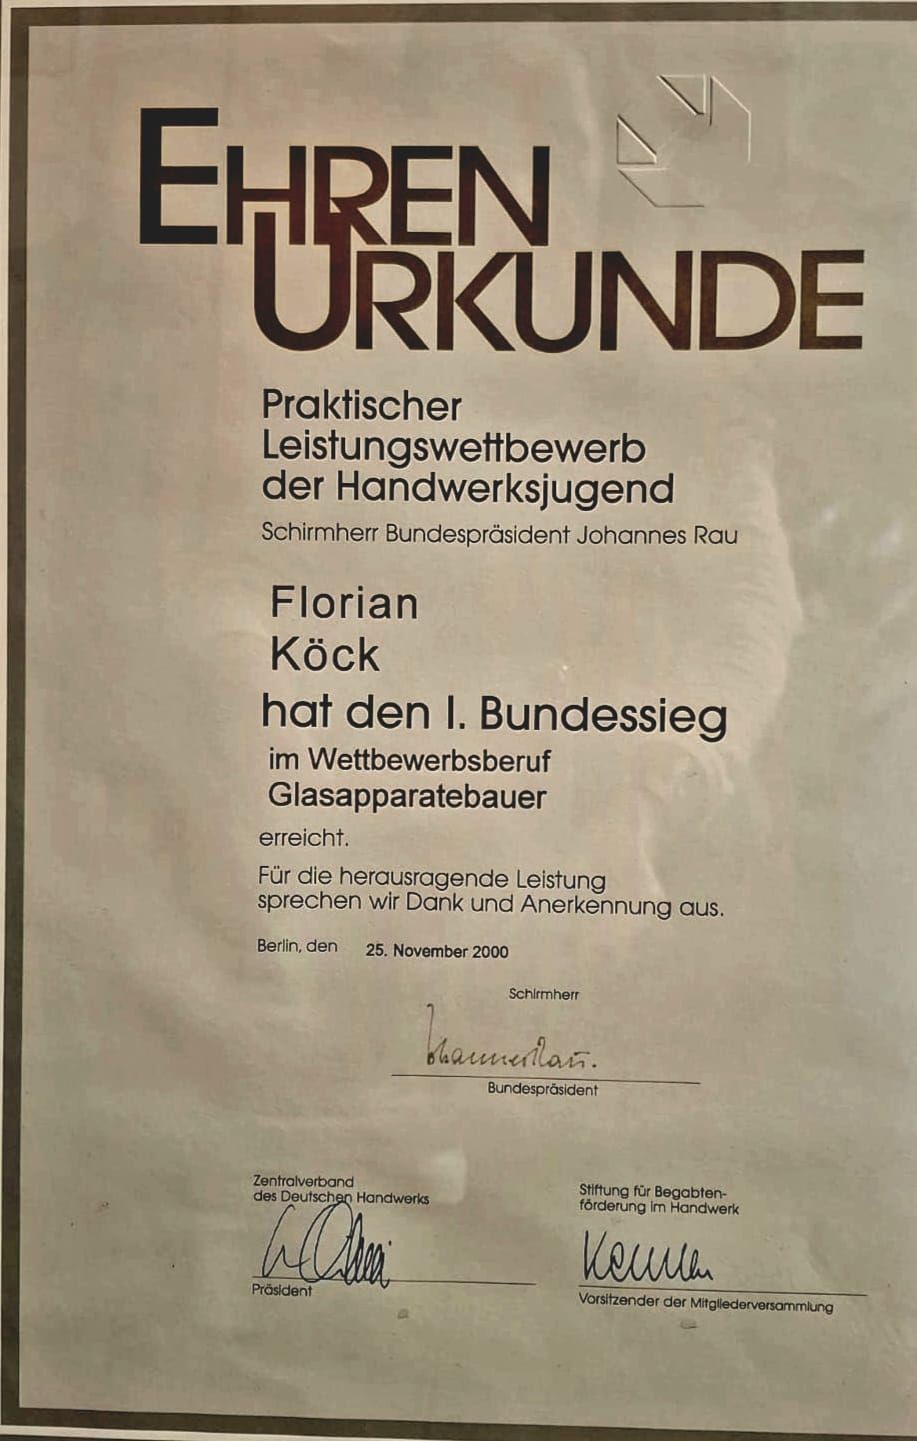 EHREN
URKUNDE
Praktischer
Leistungswettbewerb
der Handwerksjugend
Schirmherr Bundespräsident Johannes Rau
Florian
Köck
hat den I. Bundessieg
im Wettbewerbsberuf
Glasapparatebauer
erreicht.
Für die herausragende Leistung
sprechen wir Dank und Anerkennung aus.
Berlin, den 25. November 2000
Schirmherr
Johannes Rau.
Bundespräsident
Zentralverband
des Deutschen Handwerks
Präsident
Stiftung für Begabten-
förderung im Handwerk
Vorsitzender der Mitgliederversammlung